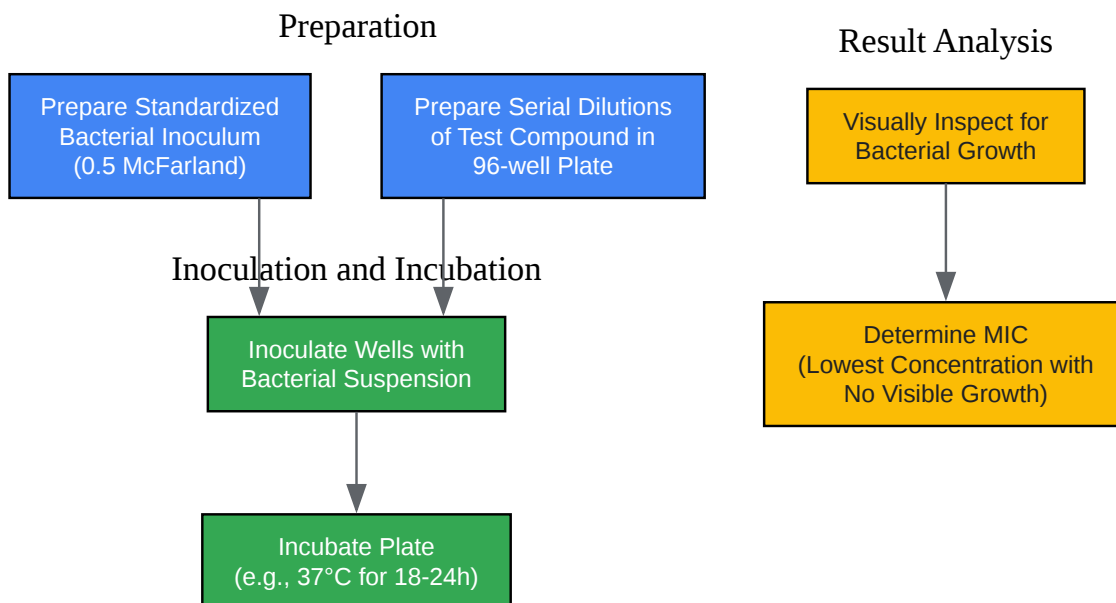 Preparation
Prepare Standardized
Bacterial Inoculum
(0.5 McFarland)
Prepare Serial Dilutions
of Test Compound in
96-well Plate
Inoculation and Incubation
Inoculate Wells with
Bacterial Suspension
Incubate Plate
(e.g., 37°C for 18-24h)
Result Analysis
Visually Inspect for
Bacterial Growth
Determine MIC
(Lowest Concentration with
No Visible Growth)